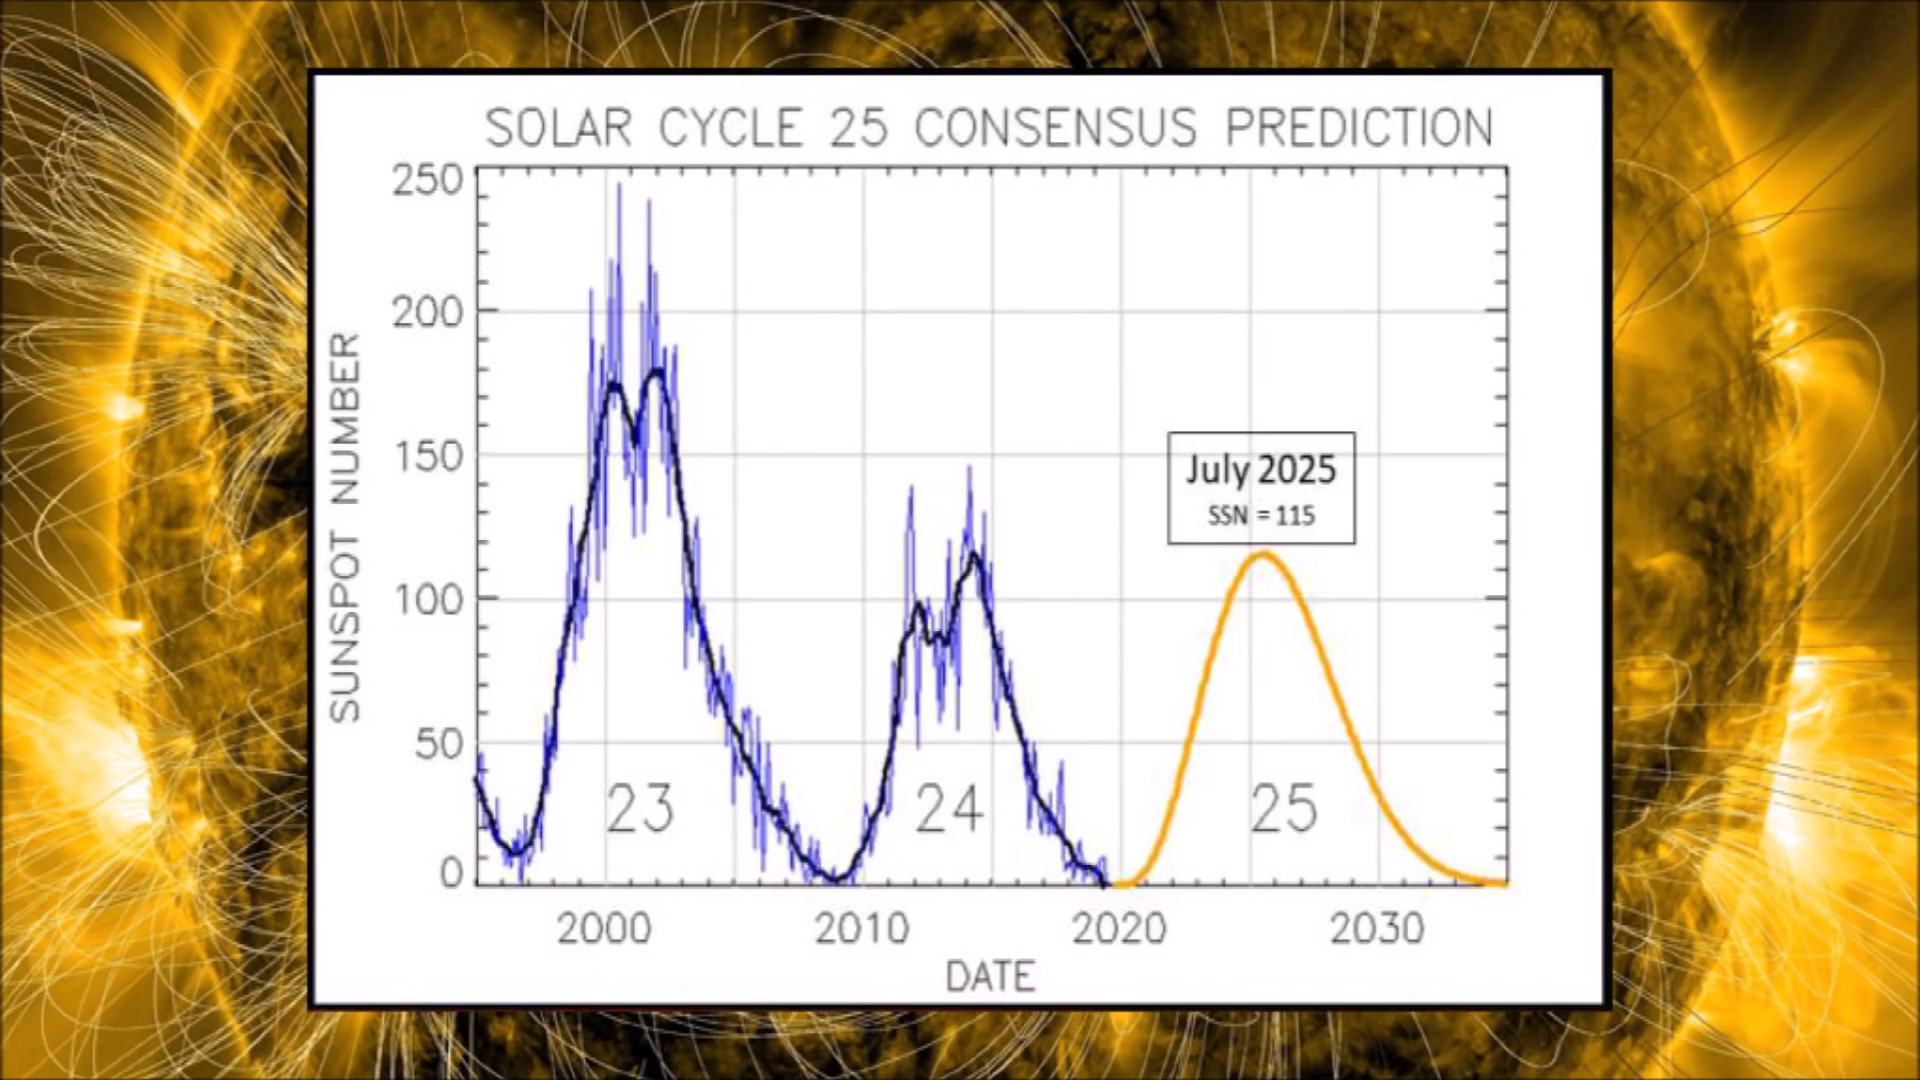 SOLAR CYCLE 25 CONSENSUS PREDICTION
250
200
150
100
50
0
SUNSPOT NUMBER
July 2025
SSN = 115
23
24
25
2000
2010
2020
2030
DATE